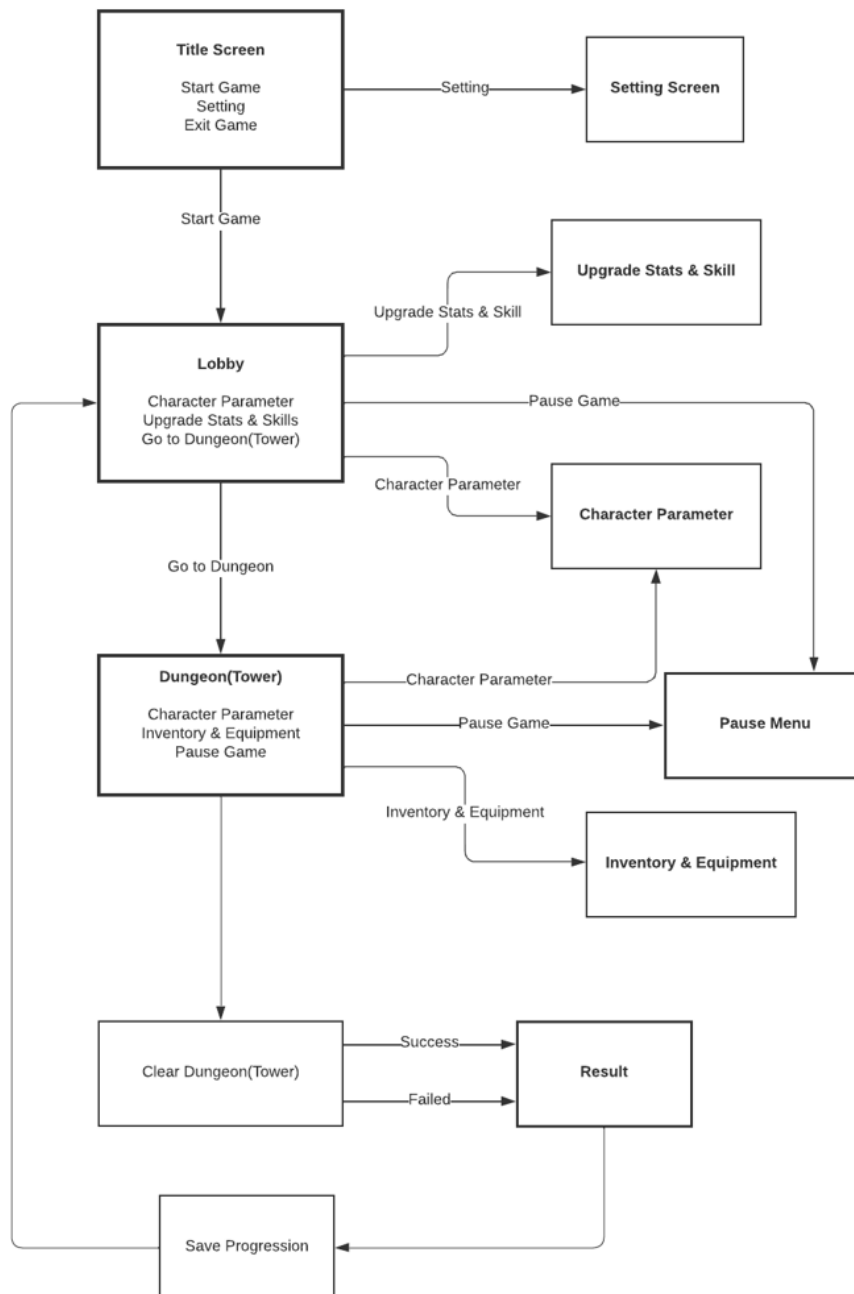 Title Screen
Start Game
Setting
Exit Game
Setting
Setting Screen
Start Game
Upgrade Stats & Skill
Upgrade Stats & Skill
Lobby
Character Parameter
Upgrade Stats & Skills
Go to Dungeon(Tower)
Pause Game
Character Parameter
Character Parameter
Go to Dungeon
Dungeon(Tower)
Character Parameter
Inventory & Equipment
Pause Game
Character Parameter
Pause Game
Pause Menu
Inventory & Equipment
Inventory & Equipment
Clear Dungeon(Tower)
Success
Failed
Result
Save Progression